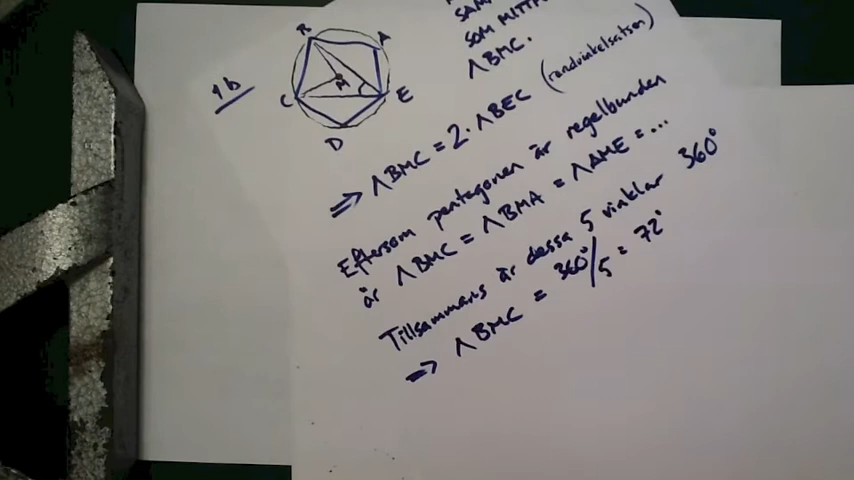 SAM
SOM MITTP
∧BMC.
1b
B
A
M
C
E
D
=> ∧BMC = 2·∧BEC (randvinkelsatsen)
Eftersom pentagonen är regelbunden
är ∧BMC = ∧BMA = ∧AME = ...
Tillsammans är dessa 5 vinklar 360°
=> ∧BMC = 360°/5 = 72°